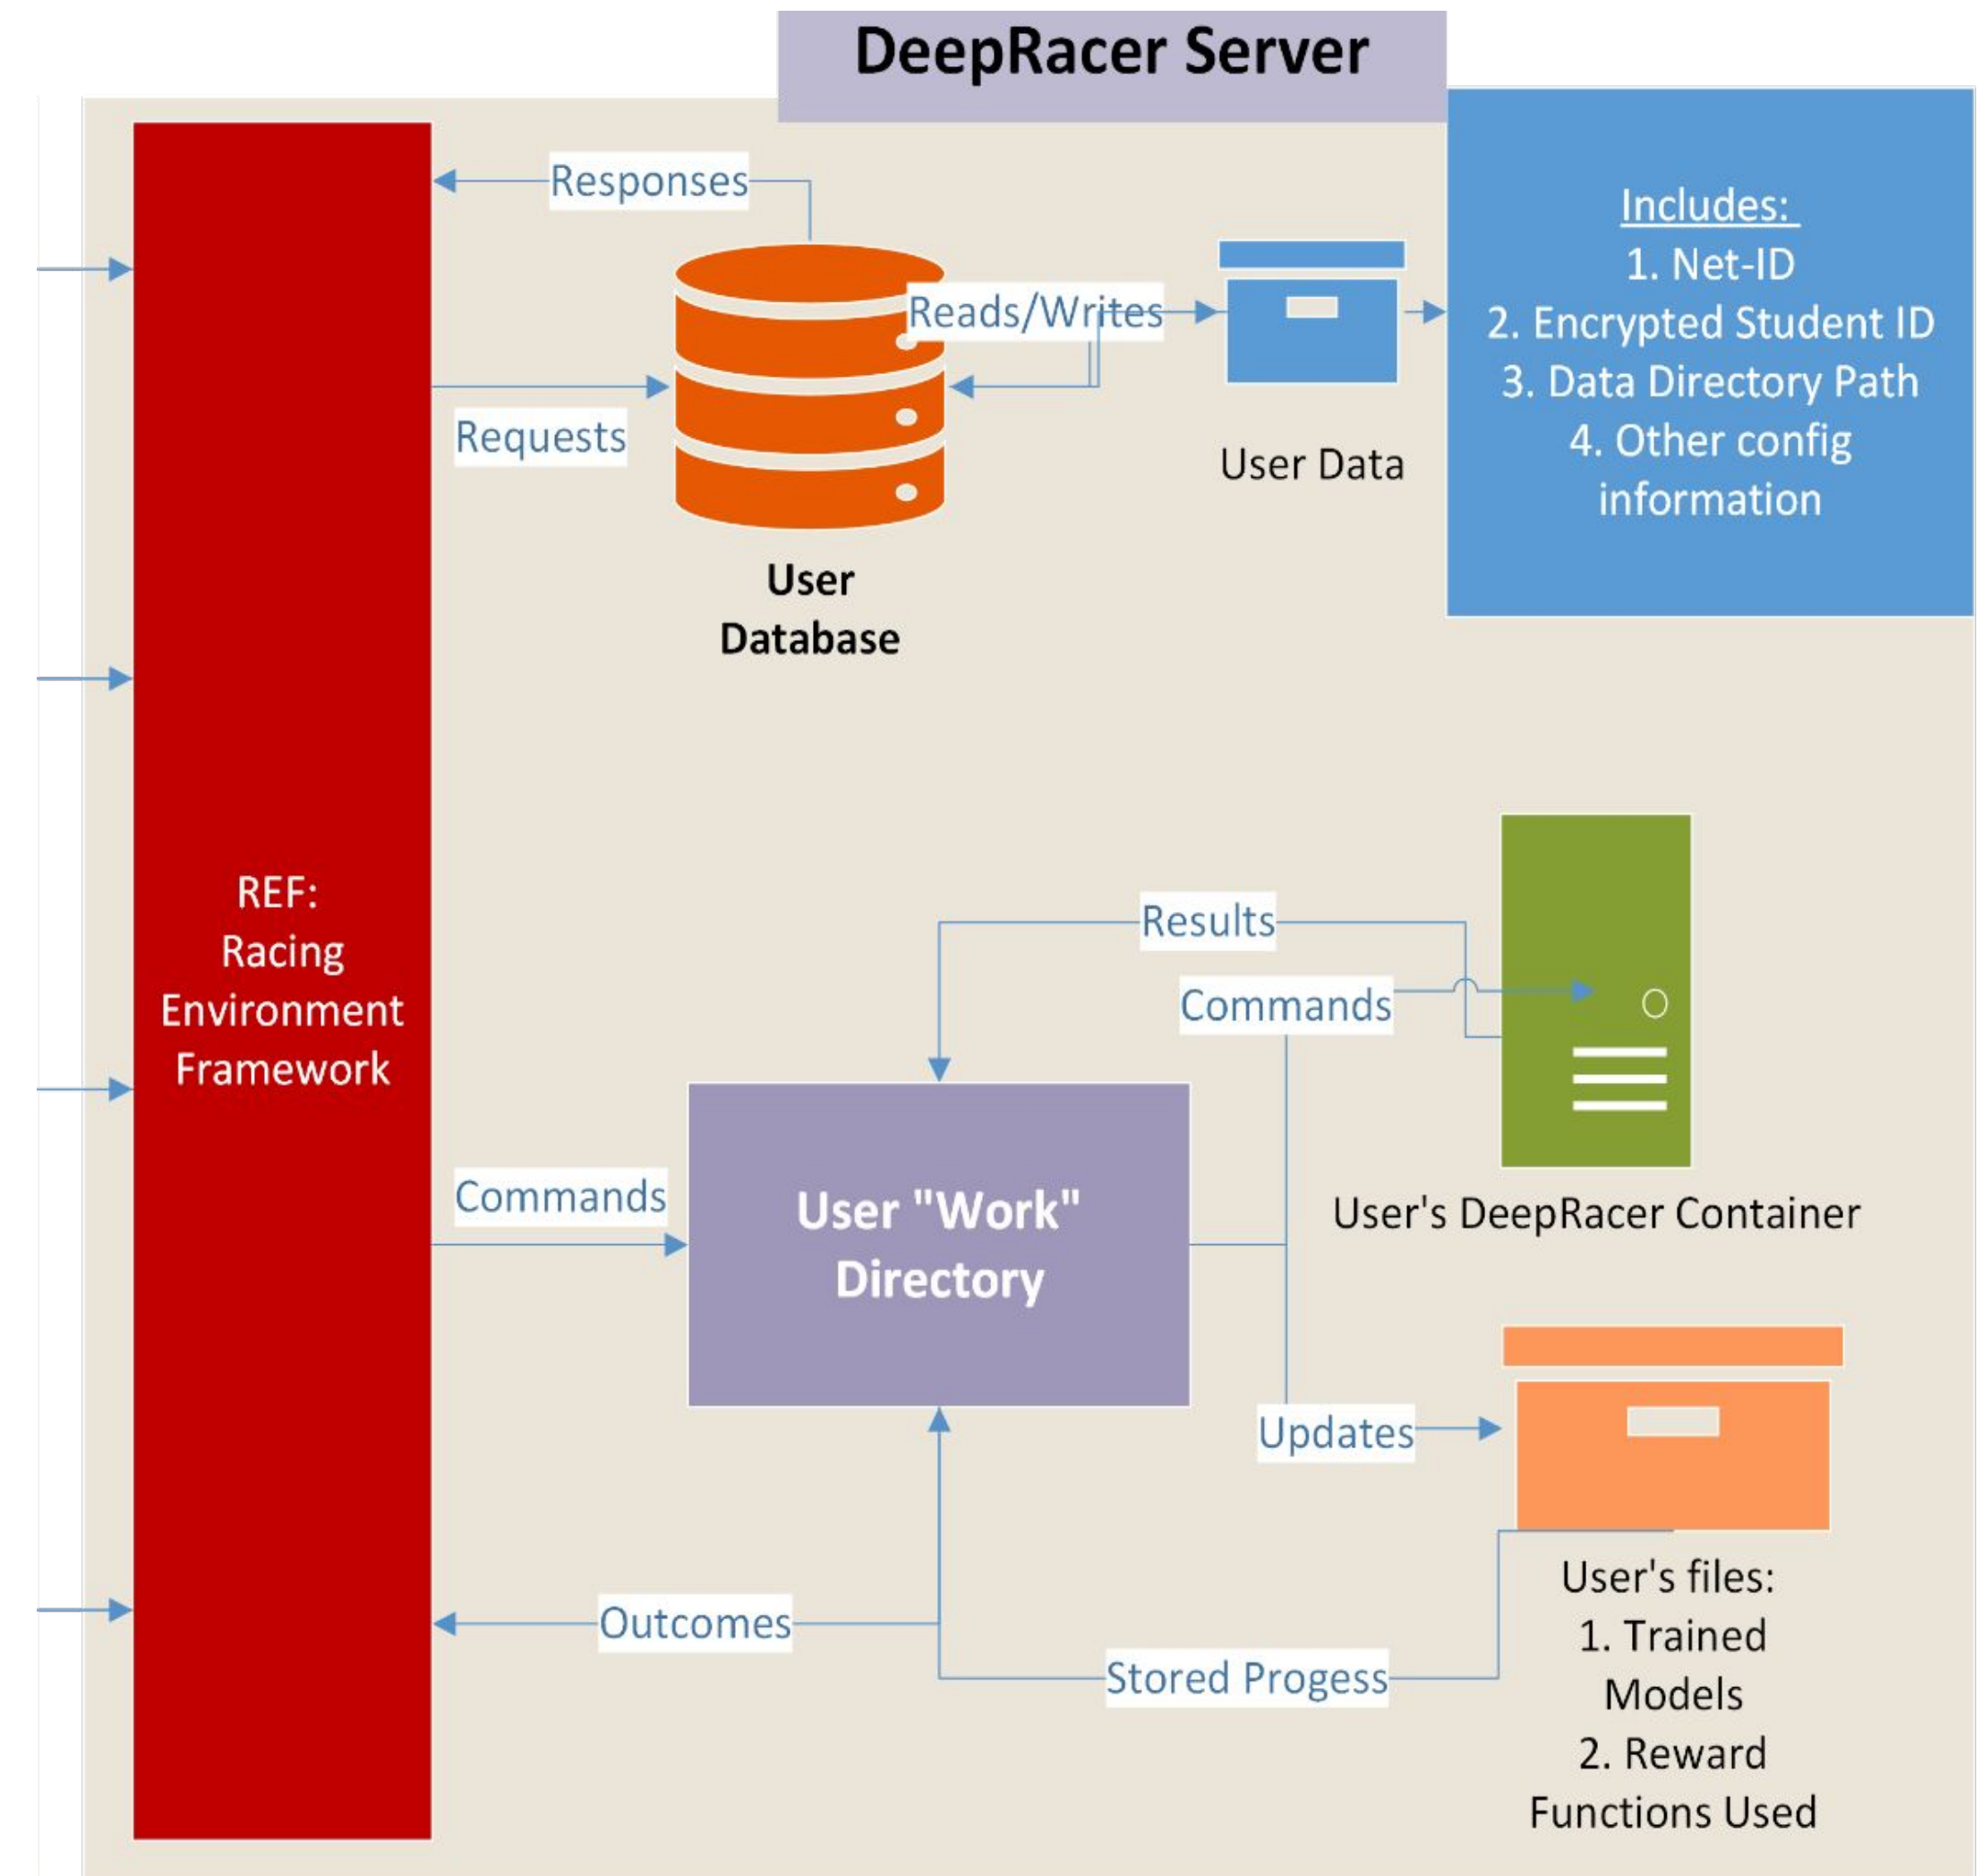 DeepRacer Server
Responses
Includes:
1. Net-ID
2. Encrypted Student ID
3. Data Directory Path
4. Other config
information
Reads/Writes
Requests
User Data
User
Database
REF:
Racing
Environment
Framework
Results
Commands
Commands
User "Work"
Directory
User's DeepRacer Container
Updates
Outcomes
Stored Progess
User's files:
1. Trained
Models
2. Reward
Functions Used